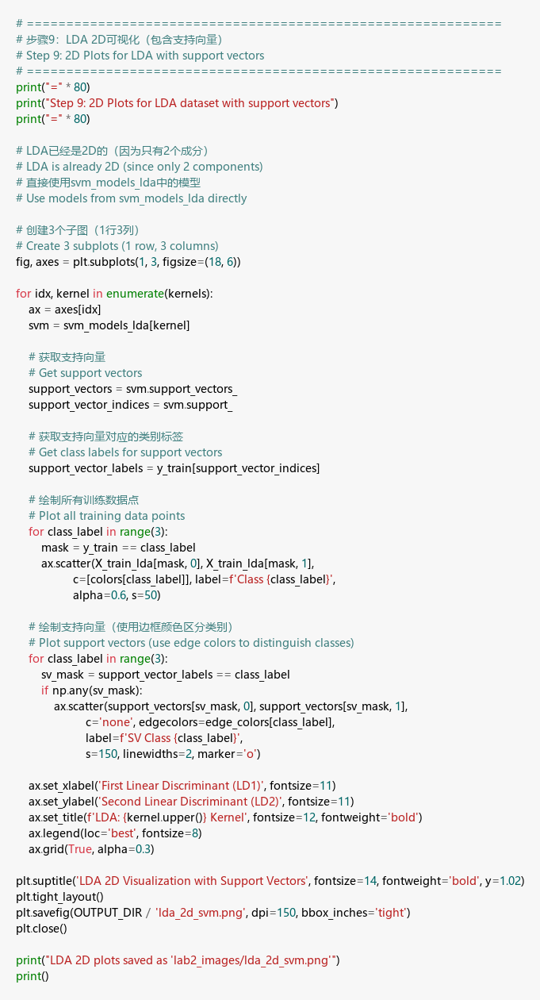 # ============================================================
# 步骤9：LDA 2D可视化（包含支持向量）
# Step 9: 2D Plots for LDA with support vectors
# ============================================================
print("=" * 80)
print("Step 9: 2D Plots for LDA dataset with support vectors")
print("=" * 80)

# LDA已经是2D的（因为只有2个成分）
# LDA is already 2D (since only 2 components)
# 直接使用svm_models_lda中的模型
# Use models from svm_models_lda directly

# 创建3个子图（1行3列）
# Create 3 subplots (1 row, 3 columns)
fig, axes = plt.subplots(1, 3, figsize=(18, 6))

for idx, kernel in enumerate(kernels):
    ax = axes[idx]
    svm = svm_models_lda[kernel]

    # 获取支持向量
    # Get support vectors
    support_vectors = svm.support_vectors_
    support_vector_indices = svm.support_

    # 获取支持向量对应的类别标签
    # Get class labels for support vectors
    support_vector_labels = y_train[support_vector_indices]

    # 绘制所有训练数据点
    # Plot all training data points
    for class_label in range(3):
        mask = y_train == class_label
        ax.scatter(X_train_lda[mask, 0], X_train_lda[mask, 1],
                  c=[colors[class_label]], label=f'Class {class_label}',
                  alpha=0.6, s=50)

    # 绘制支持向量（使用边框颜色区分类别）
    # Plot support vectors (use edge colors to distinguish classes)
    for class_label in range(3):
        sv_mask = support_vector_labels == class_label
        if np.any(sv_mask):
            ax.scatter(support_vectors[sv_mask, 0], support_vectors[sv_mask, 1],
                      c='none', edgecolors=edge_colors[class_label],
                      label=f'SV Class {class_label}',
                      s=150, linewidths=2, marker='o')

    ax.set_xlabel('First Linear Discriminant (LD1)', fontsize=11)
    ax.set_ylabel('Second Linear Discriminant (LD2)', fontsize=11)
    ax.set_title(f'LDA: {kernel.upper()} Kernel', fontsize=12, fontweight='bold')
    ax.legend(loc='best', fontsize=8)
    ax.grid(True, alpha=0.3)

plt.suptitle('LDA 2D Visualization with Support Vectors', fontsize=14, fontweight='bold', y=1.02)
plt.tight_layout()
plt.savefig(OUTPUT_DIR / 'lda_2d_svm.png', dpi=150, bbox_inches='tight')
plt.close()

print("LDA 2D plots saved as 'lab2_images/lda_2d_svm.png'")
print()